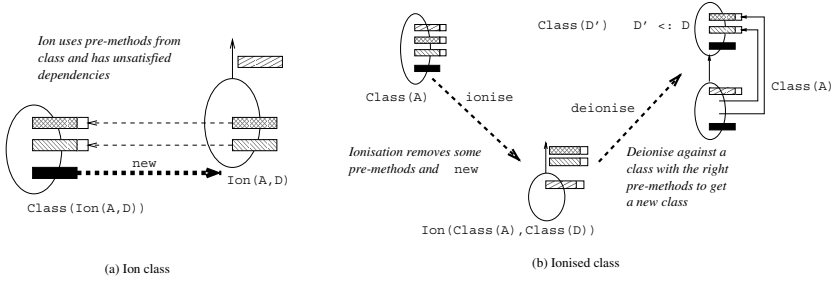 Ion uses pre-methods from
class and has unsatisfied
dependencies
new
Ion(A,D)
Class(Ion(A,D))
(a) Ion class
Class(D') D' <: D
Class(A)
Class(A)
ionise
deionise
Ionisation removes some
pre-methods and new
Deionise against a
class with the right
pre-methods to get
a new class
Ion(Class(A),Class(D))
(b) Ionised class